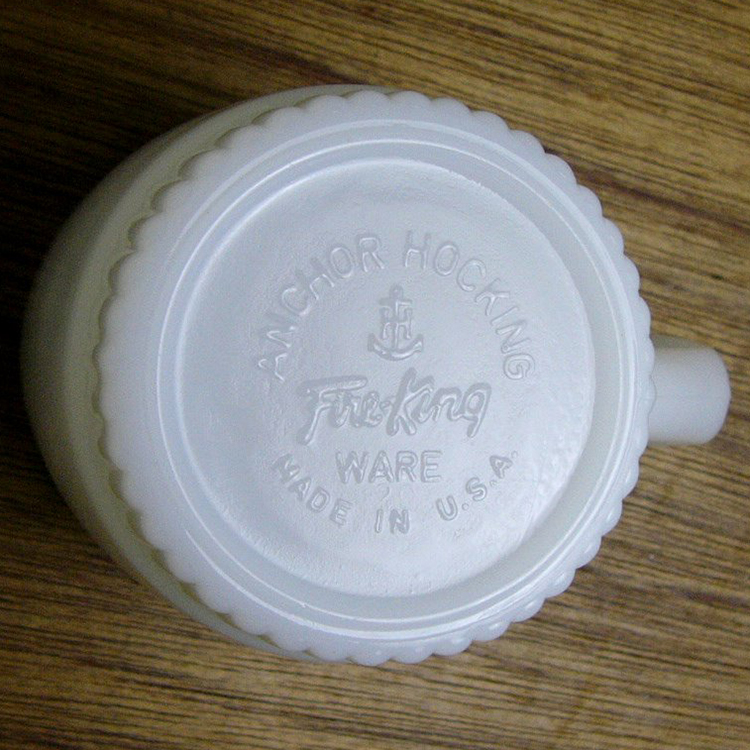 ANCHOR HOCKING
H
Fire-King
WARE
MADE IN U.S.A.